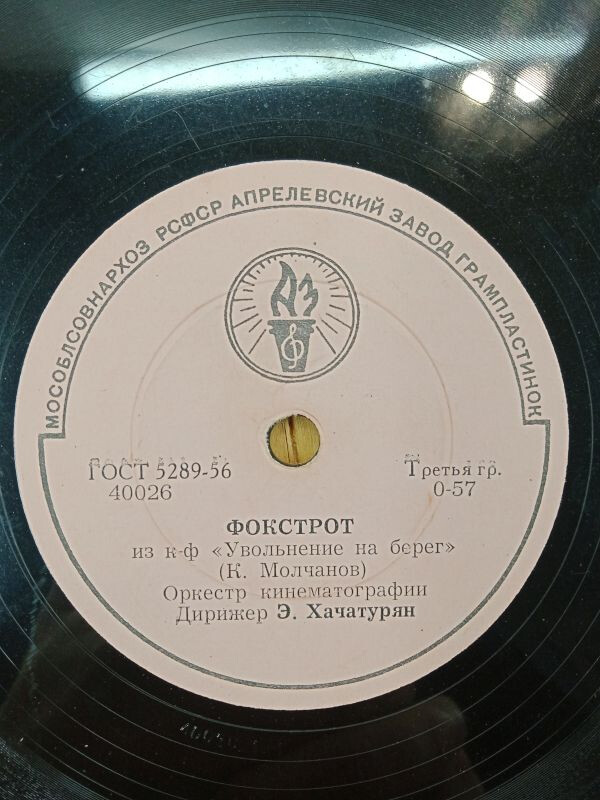 МОСОБЛСОВНАРХОЗ РСФСР АПРЕЛЕВСКИЙ ЗАВОД ГРАМПЛАСТИНОК
АЗ
ГОСТ 5289-56
Третья гр.
40026
0-57
ФОКСТРОТ
из к-ф «Увольнение на берег»
(К. Молчанов)
Оркестр кинематографии
Дирижер Э. Хачатурян